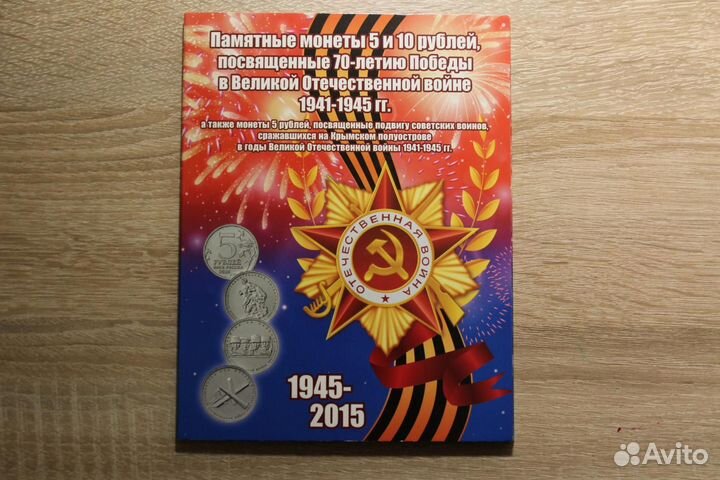 Памятные монеты 5 и 10 рублей,
посвященные 70-летию Победы
в Великой Отечественной войне
1941-1945 гг.
а также монеты 5 рублей, посвященные подвигу советских воинов,
сражавшихся на Крымском полуострове
в годы Великой Отечественной войны 1941-1945 гг.
ОТЕЧЕСТВЕННАЯ ВОЙНА
5
РУБЛЕЙ
1945-
2015
Avito